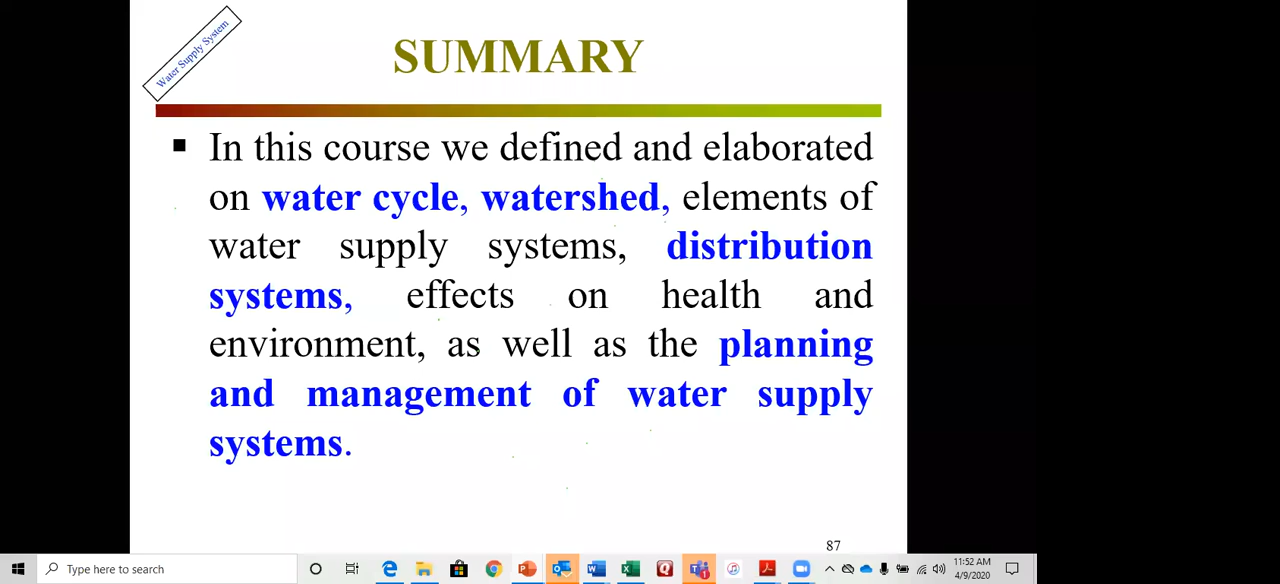 Water Supply System
SUMMARY
▪ In this course we defined and elaborated
on water cycle, watershed, elements of
water supply systems, distribution
systems, effects on health and
environment, as well as the planning
and management of water supply
systems.
87
Type here to search
11:52 AM
4/9/2020